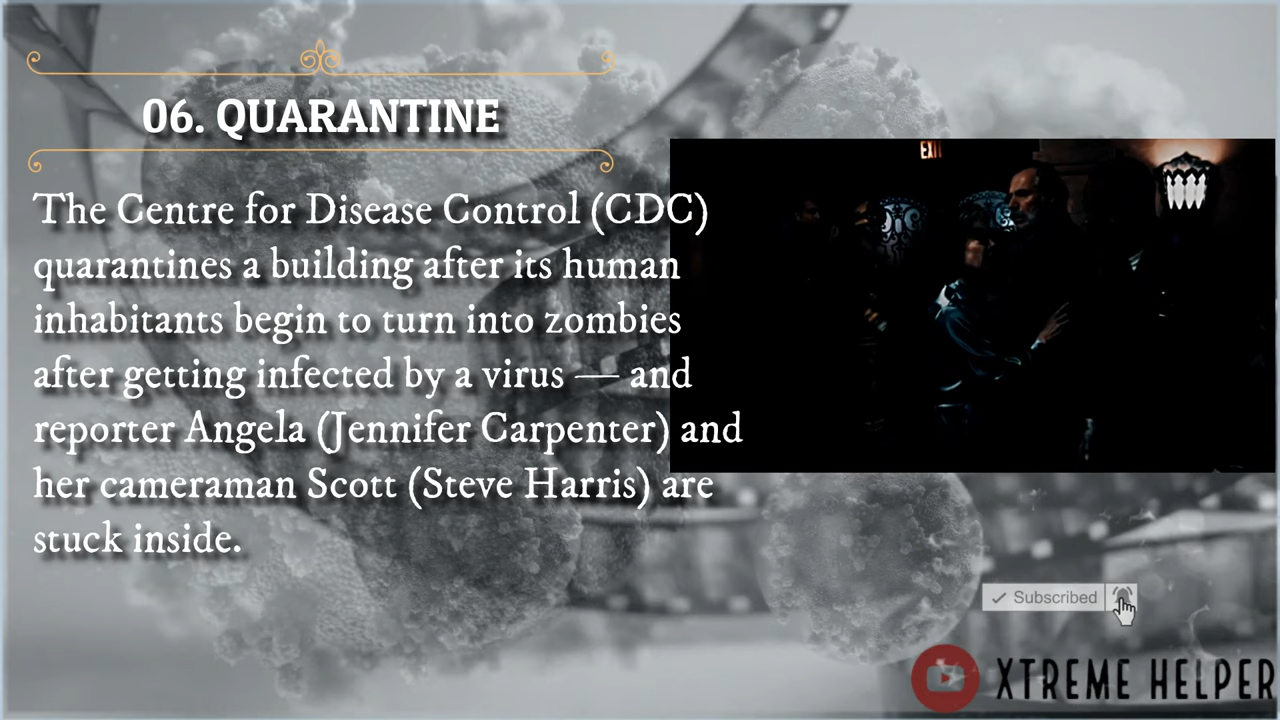 06. QUARANTINE
The Centre for Disease Control (CDC)
quarantines a building after its human
inhabitants begin to turn into zombies
after getting infected by a virus — and
reporter Angela (Jennifer Carpenter) and
her cameraman Scott (Steve Harris) are
stuck inside.
EXIT
Subscribed
XTREME HELPER